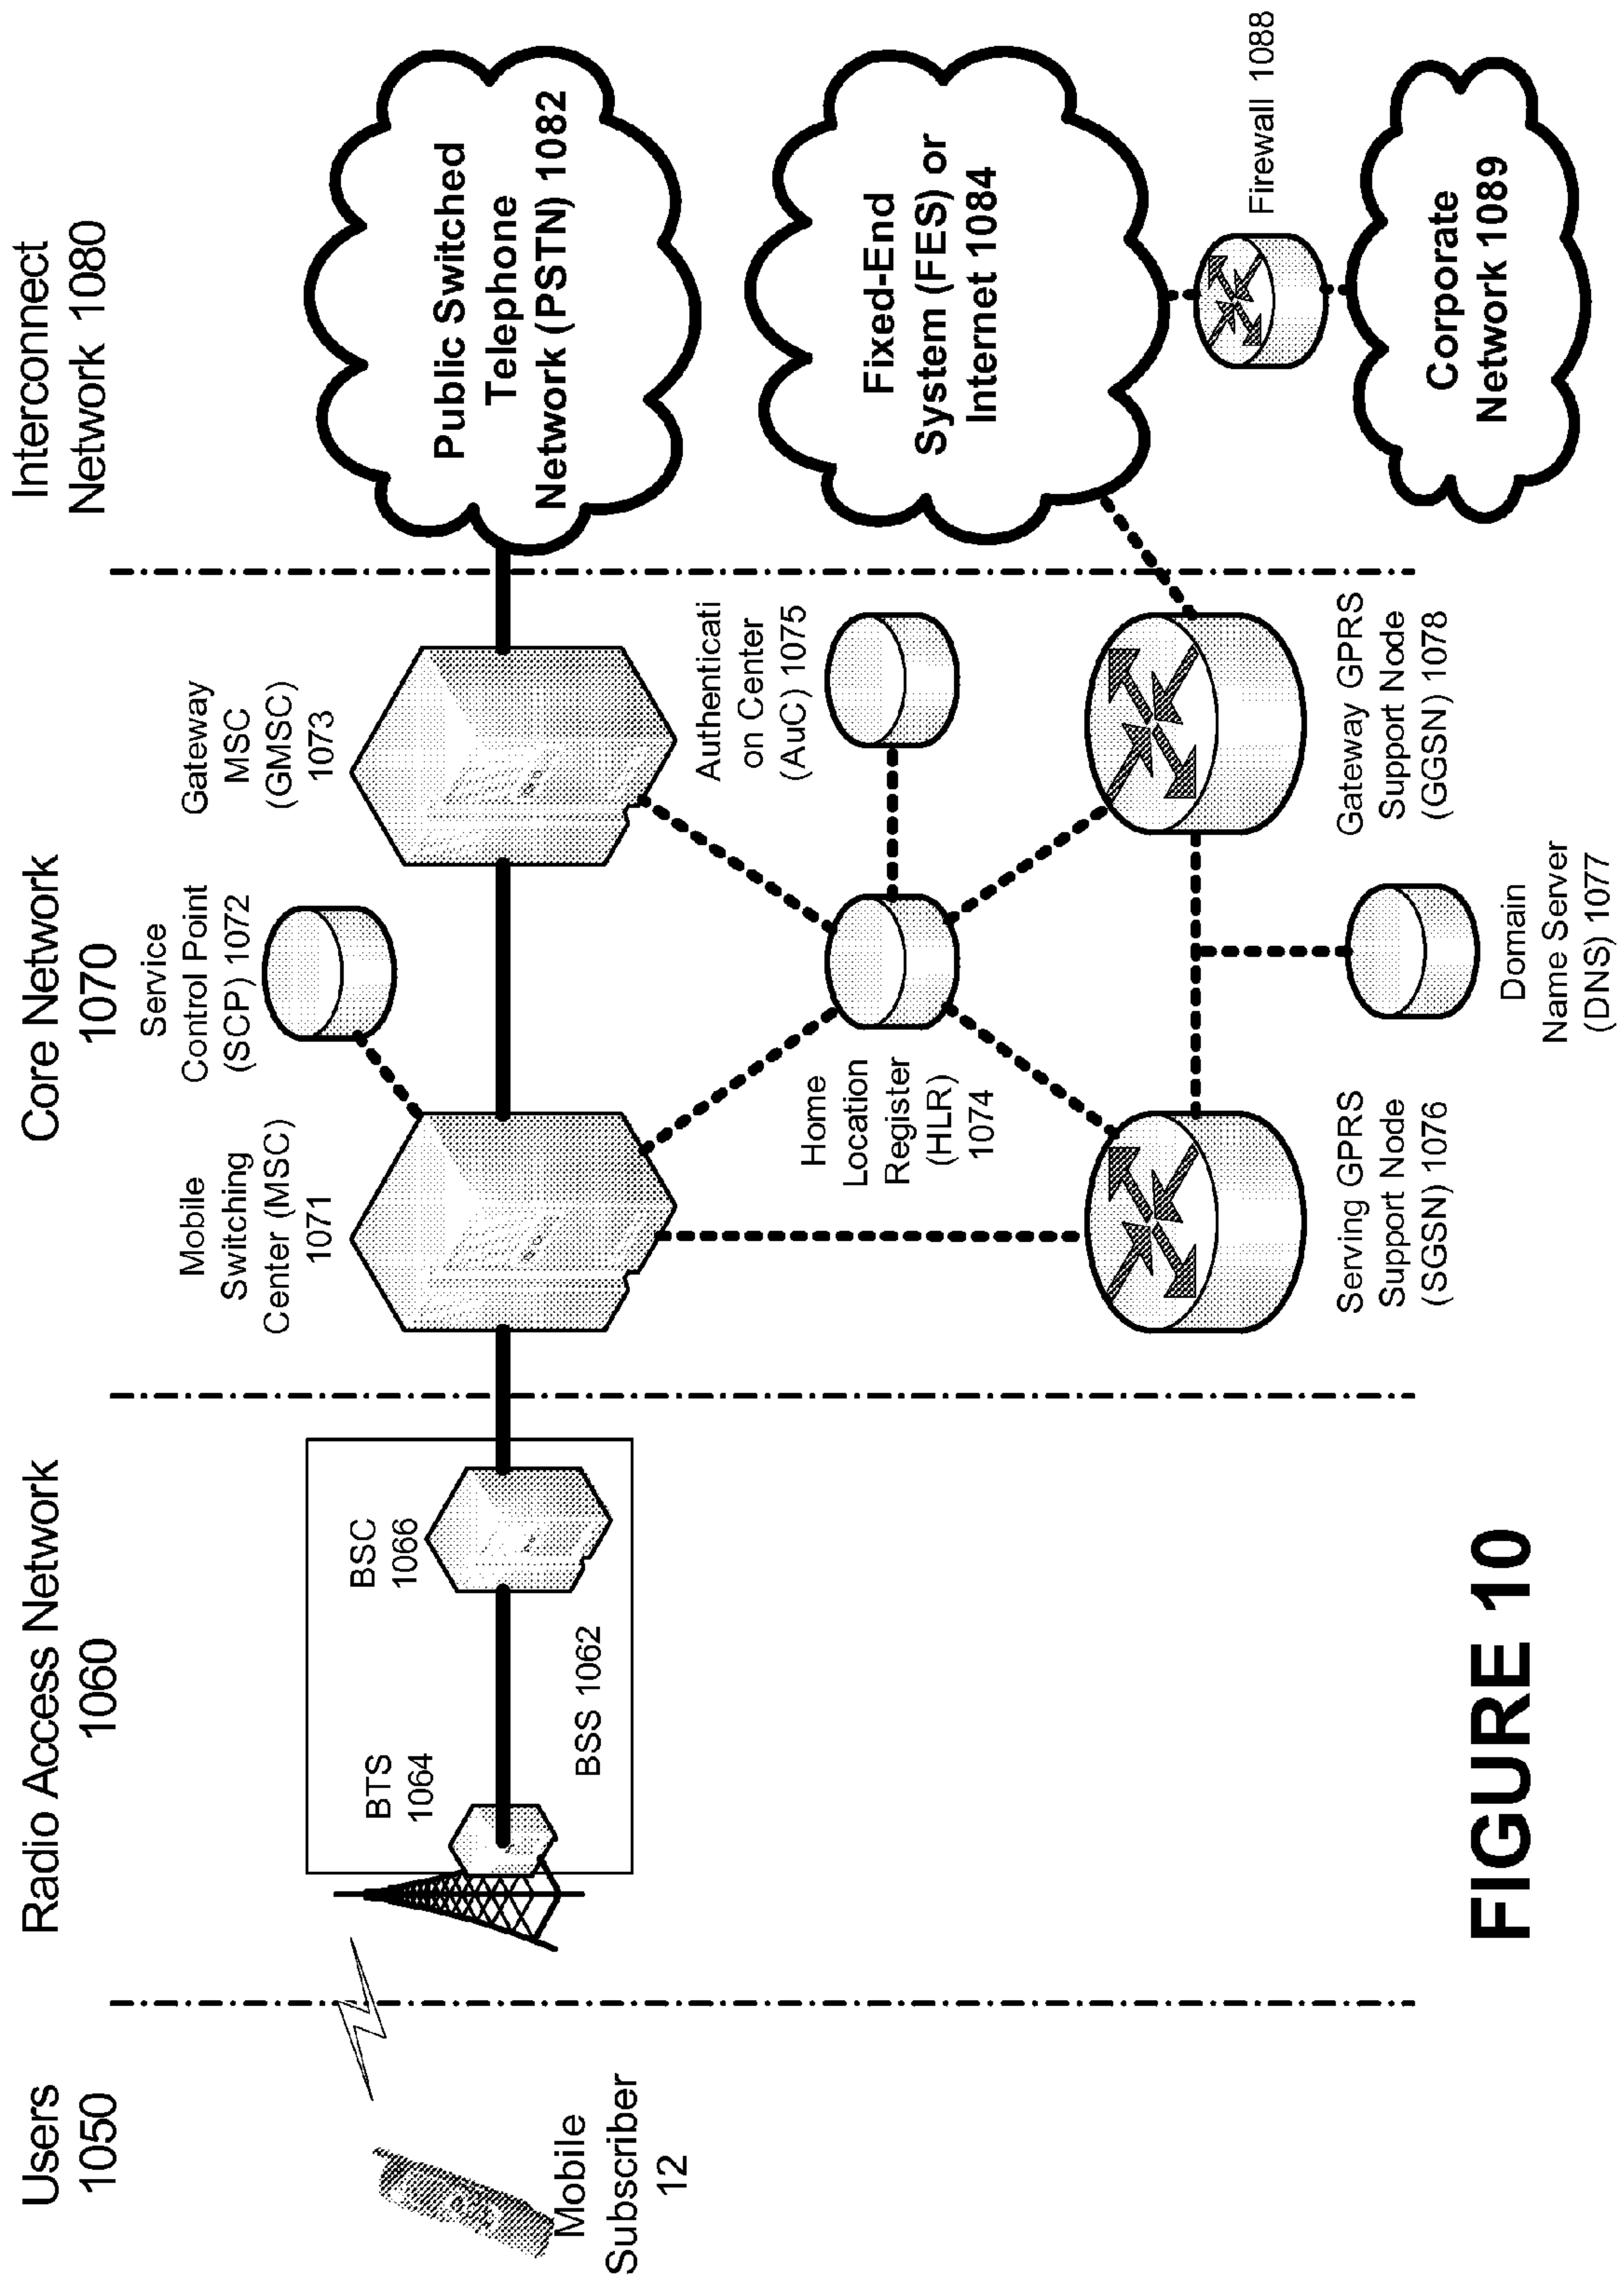 Users
1050
Radio Access Network
1060
Core Network
1070
Interconnect
Network 1080
Mobile
Subscriber
12
BTS
1064
BSC
1066
BSS 1062
Mobile
Switching
Center (MSC)
1071
Service
Control Point
(SCP) 1072
Gateway
MSC
(GMSC)
1073
Public Switched
Telephone
Network (PSTN) 1082
Home
Location
Register
(HLR)
1074
Authenticati
on Center
(AuC) 1075
Fixed-End
System (FES) or
Internet 1084
Firewall 1088
Serving GPRS
Support Node
(SGSN) 1076
Domain
Name Server
(DNS) 1077
Gateway GPRS
Support Node
(GGSN) 1078
Corporate
Network 1089
FIGURE 10